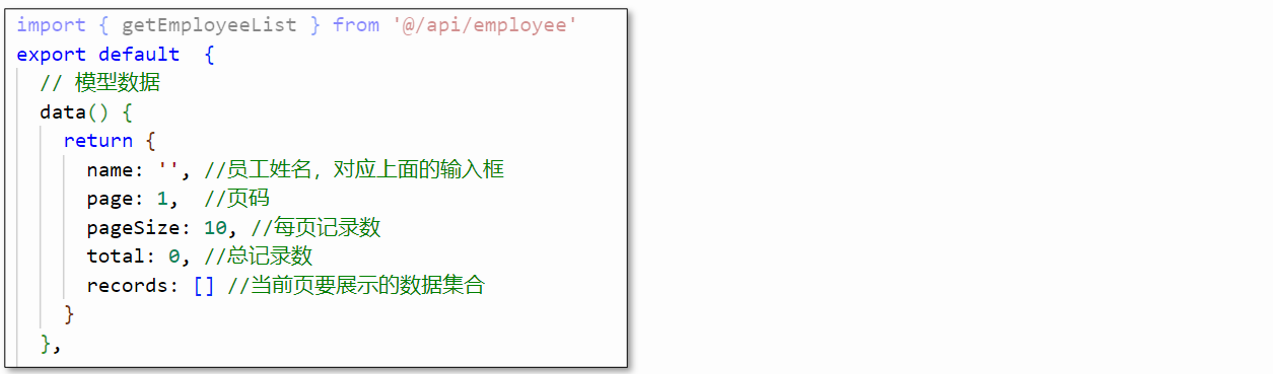 import { getEmployeeList } from '@/api/employee'
export default  {
  // 模型数据
  data() {
    return {
      name: '', //员工姓名，对应上面的输入框
      page: 1,  //页码
      pageSize: 10, //每页记录数
      total: 0, //总记录数
      records: [] //当前页要展示的数据集合
    }
  },